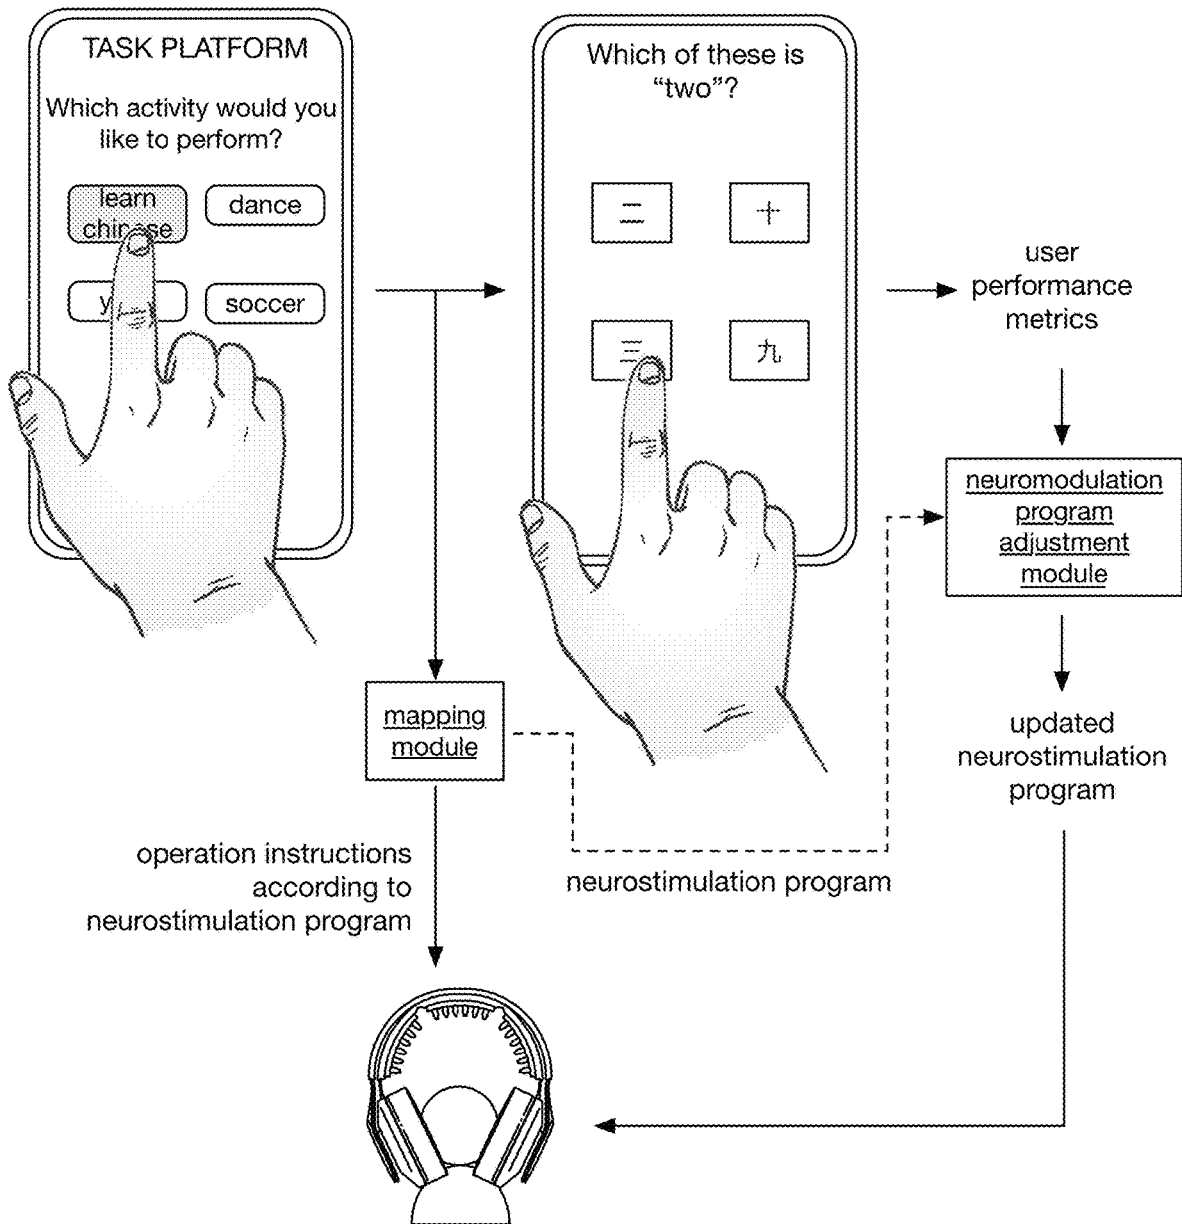 TASK PLATFORM
Which activity would you
like to perform?
learn
chinese
dance
soccer
Which of these is
“two”?
二
十
三
九
user
performance
metrics
neuromodulation
program
adjustment
module
mapping
module
updated
neurostimulation
program
operation instructions
according to
neurostimulation program
neurostimulation program